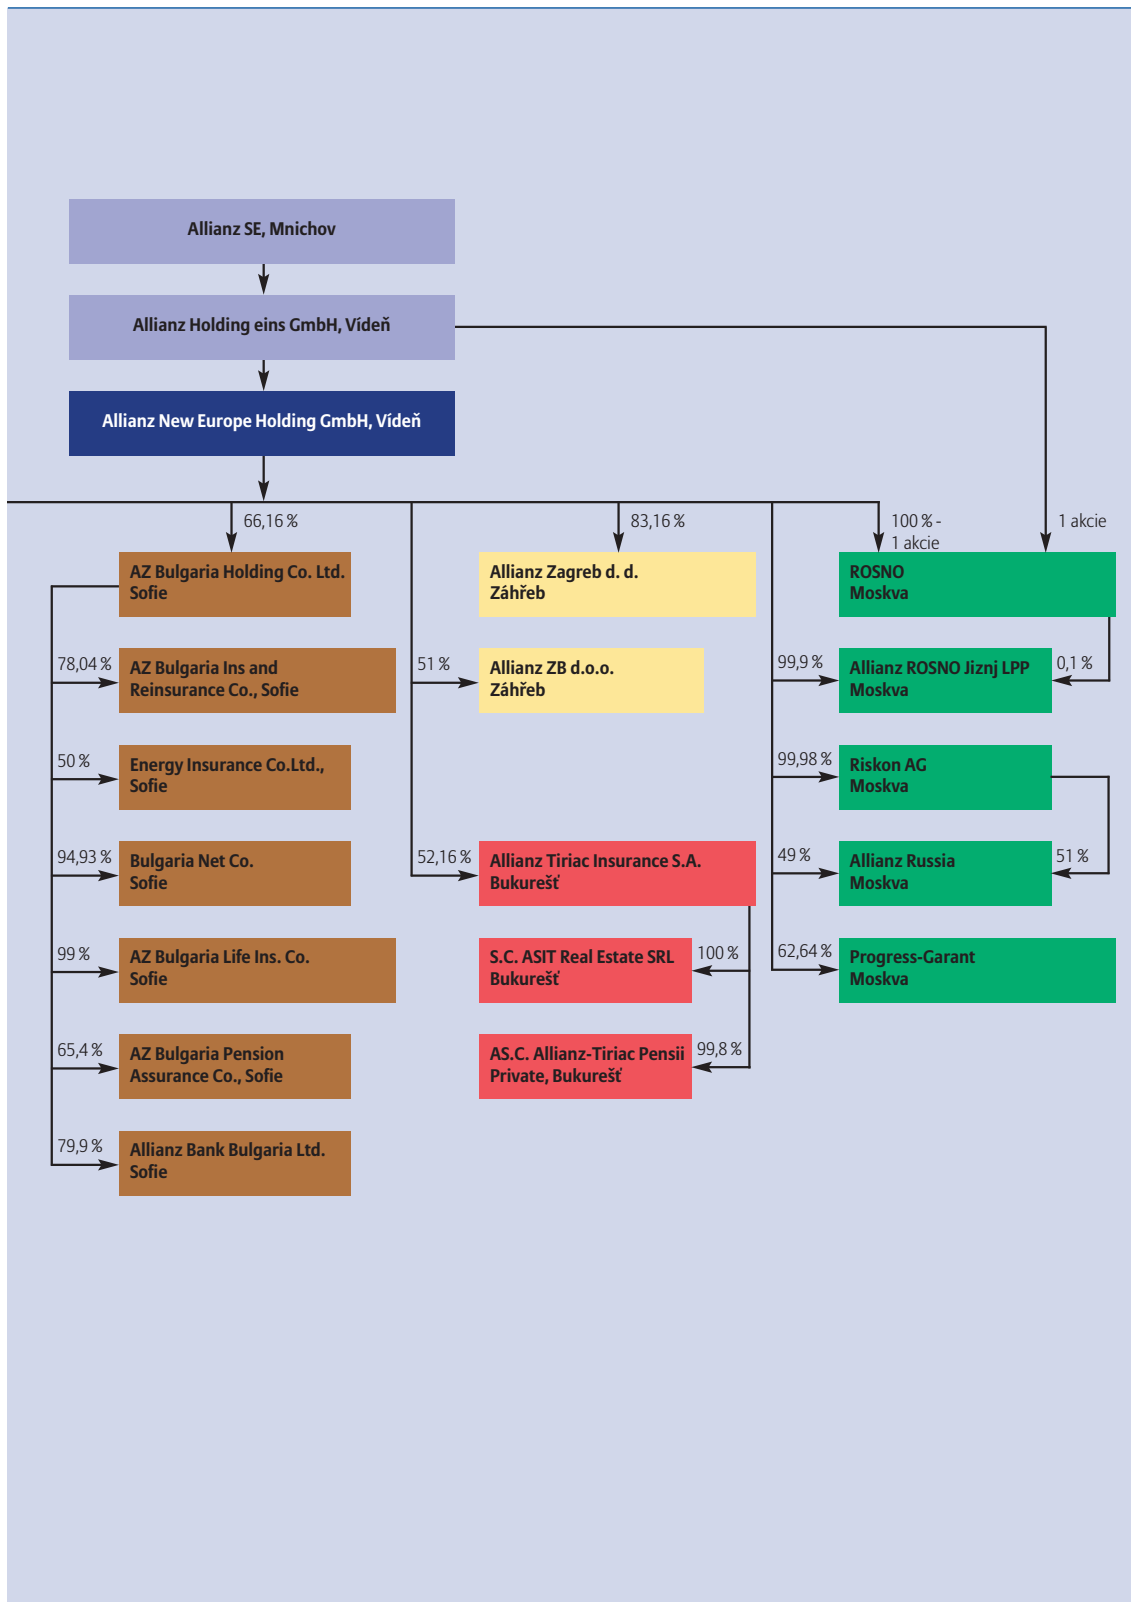 Allianz SE, Mnichov
Allianz Holding eins GmbH, Vídeň
Allianz New Europe Holding GmbH, Vídeň
66,16 %
83,16 %
100 % -
1 akcie
1 akcie
AZ Bulgaria Holding Co. Ltd.
Sofie
Allianz Zagreb d. d.
Záhřeb
ROSNO
Moskva
78,04 %
AZ Bulgaria Ins and
Reinsurance Co., Sofie
51 %
Allianz ZB d.o.o.
Záhřeb
99,9 %
Allianz ROSNO Jiznj LPP
Moskva
0,1 %
50 %
Energy Insurance Co.Ltd.,
Sofie
99,98 %
Riskon AG
Moskva
94,93 %
Bulgaria Net Co.
Sofie
52,16 %
Allianz Tiriac Insurance S.A.
Bukurešť
49 %
Allianz Russia
Moskva
51 %
99 %
AZ Bulgaria Life Ins. Co.
Sofie
S.C. ASIT Real Estate SRL
Bukurešť
100 %
62,64 %
Progress-Garant
Moskva
65,4 %
AZ Bulgaria Pension
Assurance Co., Sofie
AS.C. Allianz-Tiriac Pensii
Private, Bukurešť
99,8 %
79,9 %
Allianz Bank Bulgaria Ltd.
Sofie